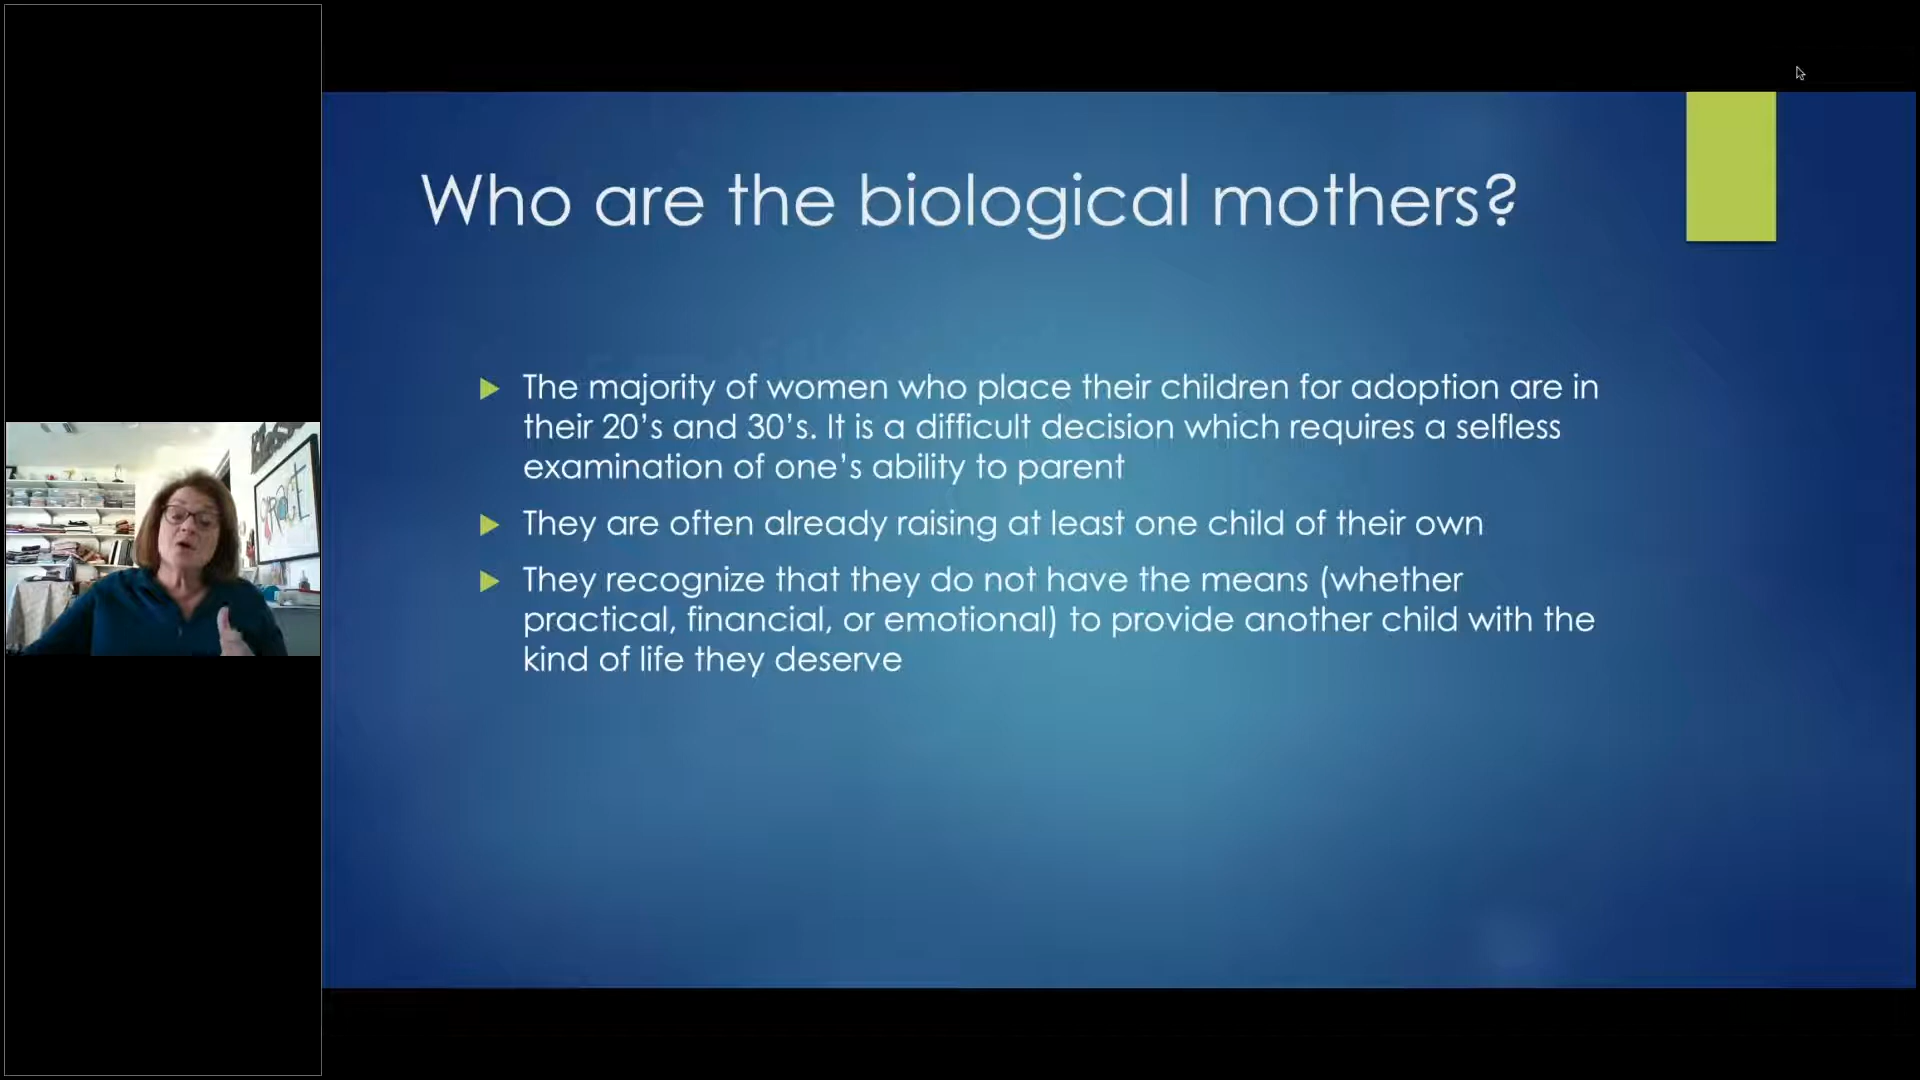 Who are the biological mothers?
The majority of women who place their children for adoption are in
their 20’s and 30’s. It is a difficult decision which requires a selfless
examination of one’s ability to parent
They are often already raising at least one child of their own
They recognize that they do not have the means (whether
practical, financial, or emotional) to provide another child with the
kind of life they deserve